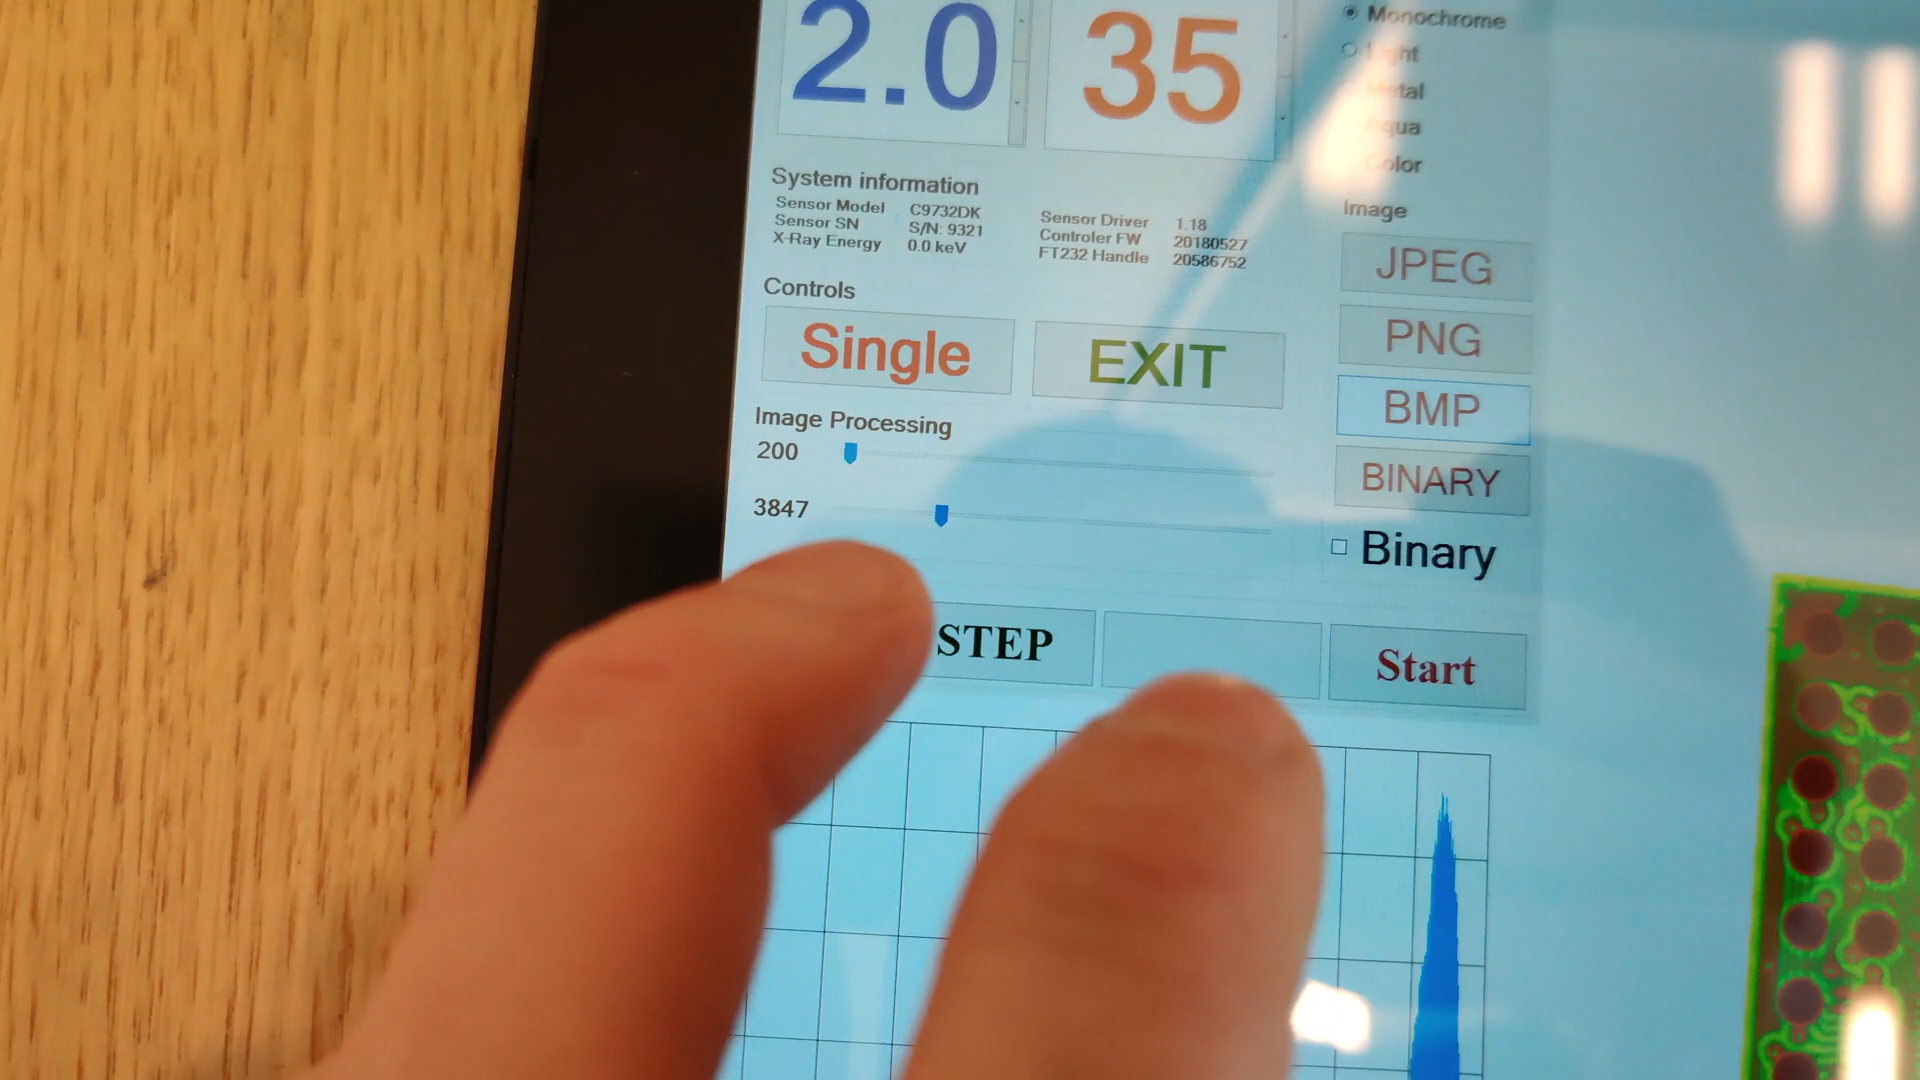 2.0
35
Monochrome
System information
Sensor Model C9732DK
Sensor SN S/N: 9321
X-Ray Energy 0.0 keV
Sensor Driver 1.18
Controler FW 20180527
FT232 Handle 20586752
Controls
Single
EXIT
Image Processing
200
3847
Image
JPEG
PNG
BMP
BINARY
Binary
STEP
Start